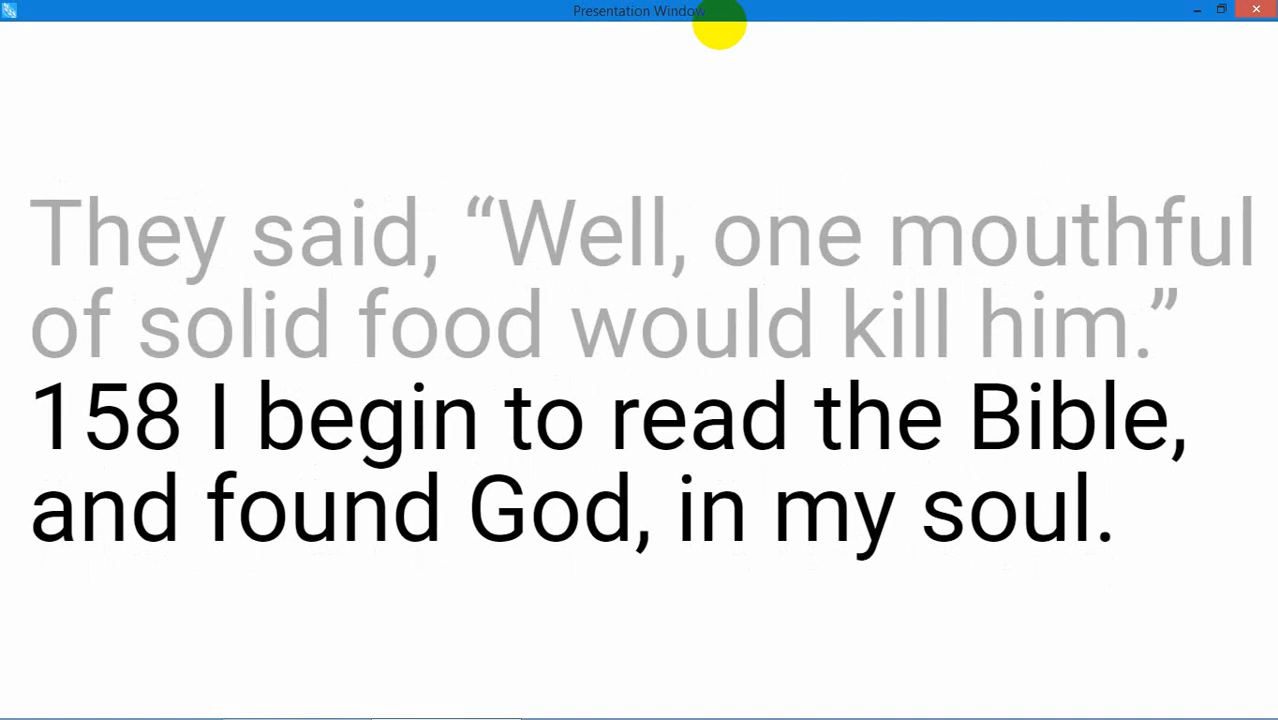 Presentation Window
They said, “Well, one mouthful
of solid food would kill him.”
158 I begin to read the Bible,
and found God, in my soul.